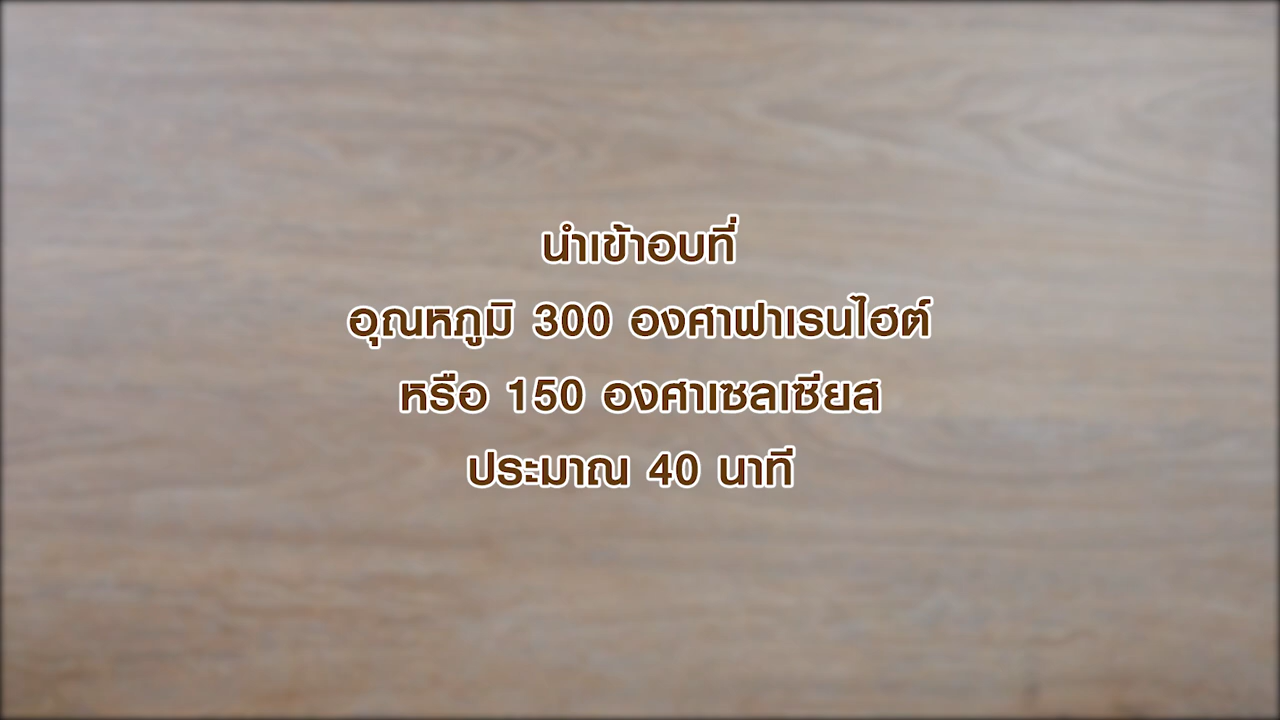 นำเข้าอบที่
อุณหภูมิ 300 องศาฟาเรนไฮต์
หรือ 150 องศาเซลเซียส
ประมาณ 40 นาที